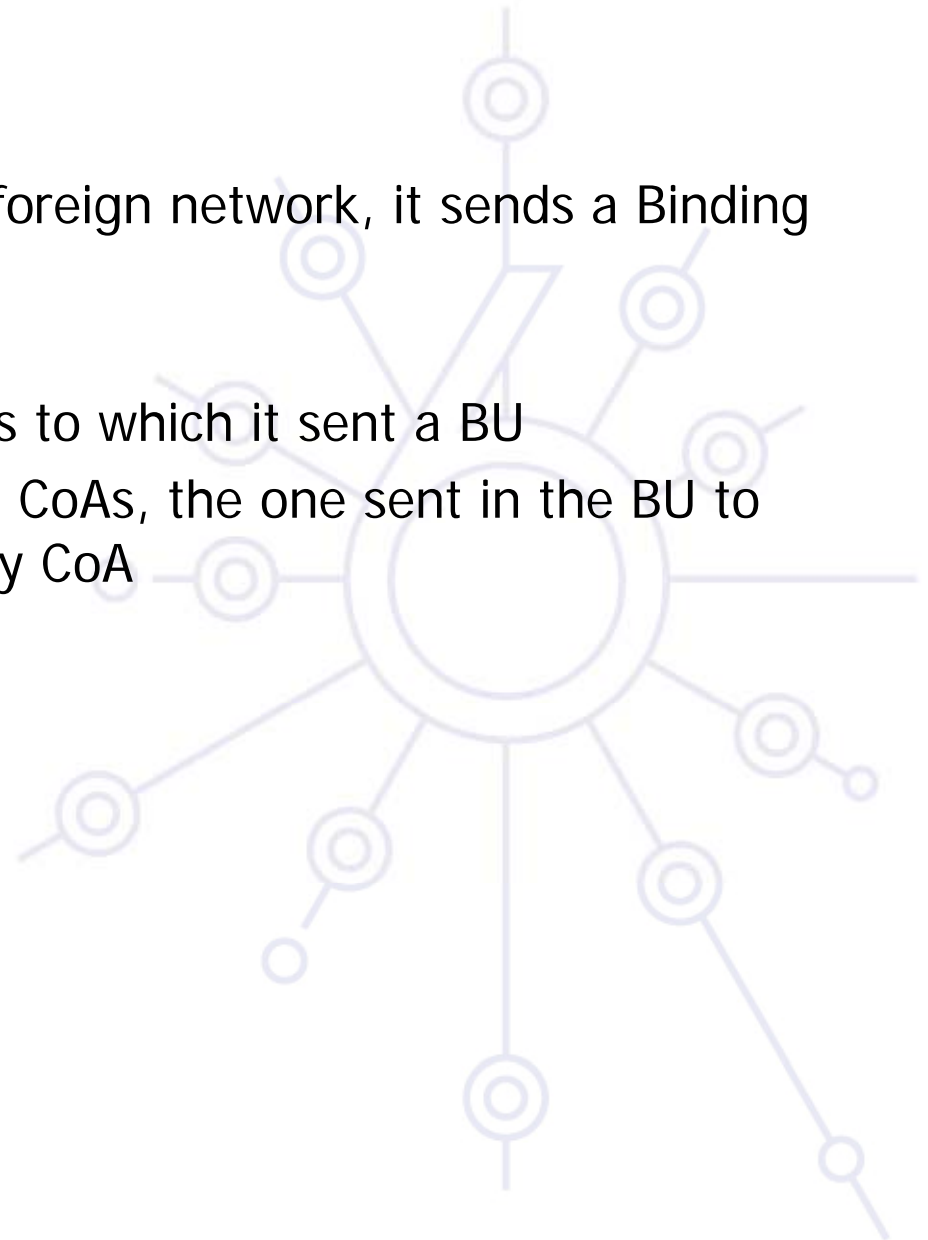 foreign network, it sends a Binding
s to which it sent a BU
CoAs, the one sent in the BU to
y CoA